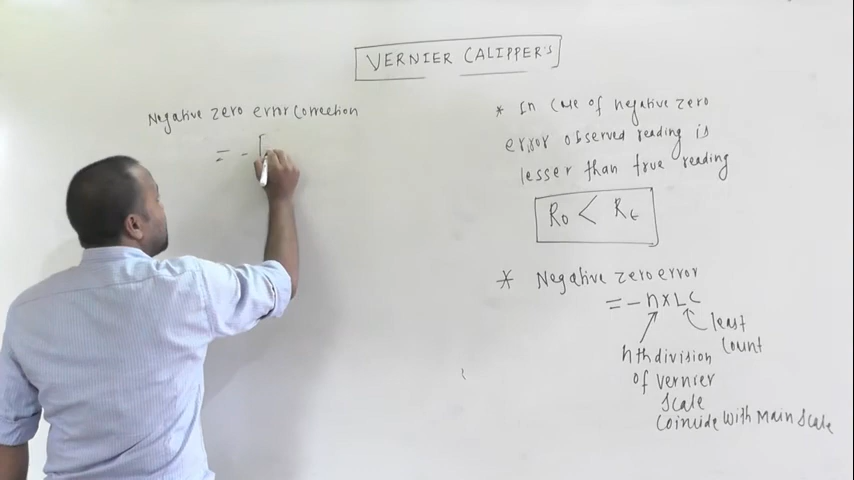 VERNIER CALIPPER's
Negative zero error Correction
= - [
* In case of negative zero
error observed reading is
lesser than true reading
Ro < Rt
* Negative zero error
= - n x LC
least
count
nth division
of vernier
scale
coincide with Main scale